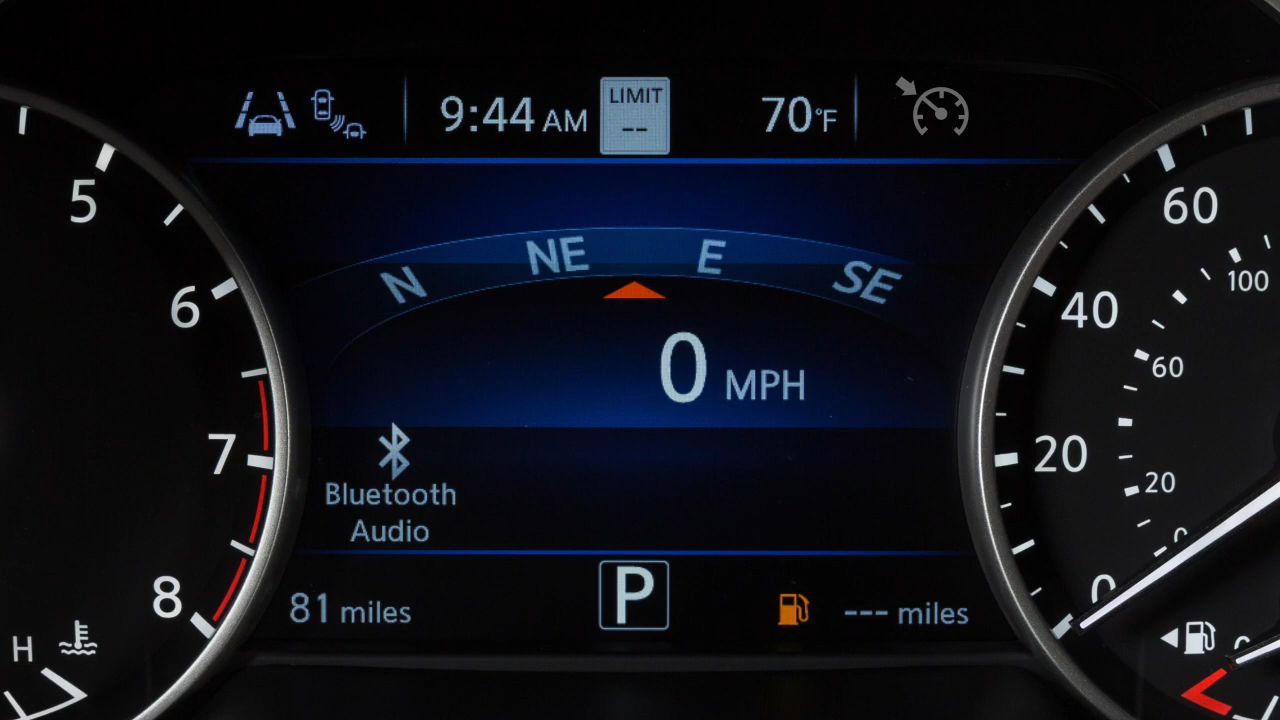 9:44 AM
LIMIT
--
70°F
N NE E SE
0 MPH
Bluetooth
Audio
81 miles
P
--- miles
5
6
7
8
H
60
40
20
0
100
60
20
0